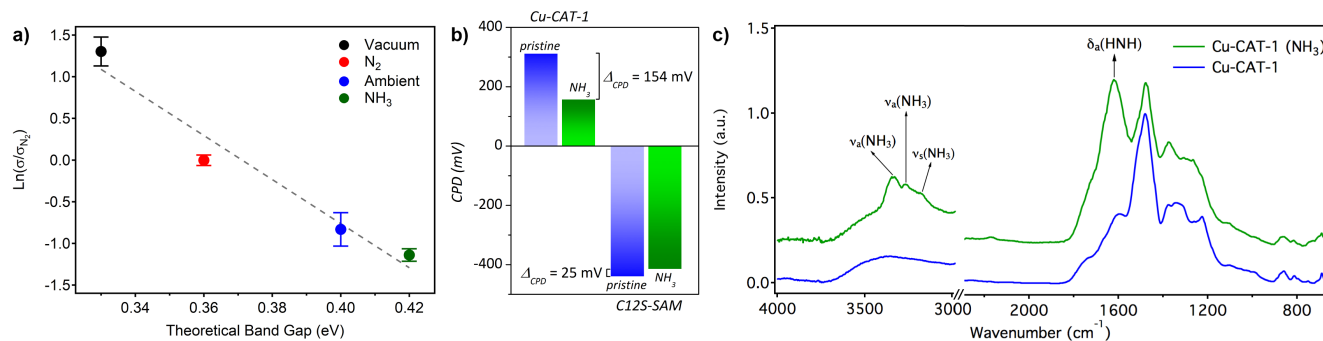 a)
1.5
1.0
0.5
0.0
-0.5
-1.0
-1.5
Ln(σ/σN₂)
Vacuum
N₂
Ambient
NH₃
0.34
0.36
0.38
0.40
0.42
Theoretical Band Gap (eV)
b)
Cu-CAT-1
400
200
0
-200
-400
CPD (mV)
pristine
NH₃
ΔCPD = 154 mV
ΔCPD = 25 mV
pristine
NH₃
C12S-SAM
c)
Intensity (a.u.)
1.0
0.5
0.0
νa(NH₃)
νa(NH₃)
νs(NH₃)
δa(HNH)
Cu-CAT-1 (NH₃)
Cu-CAT-1
4000
3500
3000
2000
1600
1200
800
Wavenumber (cm⁻¹)